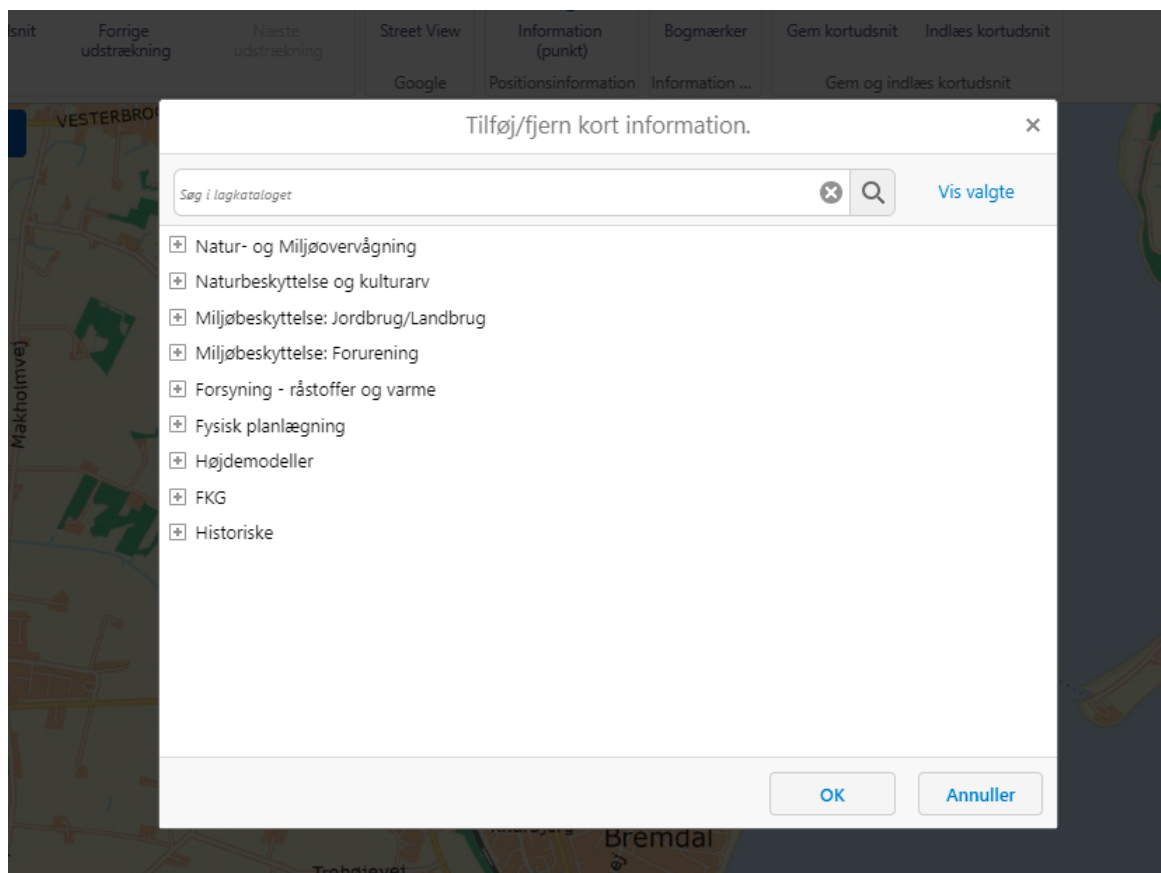 Forrige
Næste
Street View
Information
Bogmærker
Gem kortudsnit
Indlæs kortudsnit
udstrækning
udstrækning
(punkt)
Google
Positionsinformation
Information ...
Gem og indlæs kortudsnit
Tilføj/fjern kort information.
Søg i lagkataloget
Vis valgte
Natur- og Miljøovervågning
Naturbeskyttelse og kulturarv
Miljøbeskyttelse: Jordbrug/Landbrug
Miljøbeskyttelse: Forurening
Makholmvej
Forsyning - råstoffer og varme
Fysisk planlægning
Højdemodeller
FKG
Historiske
OK
Annuller
Bremdal